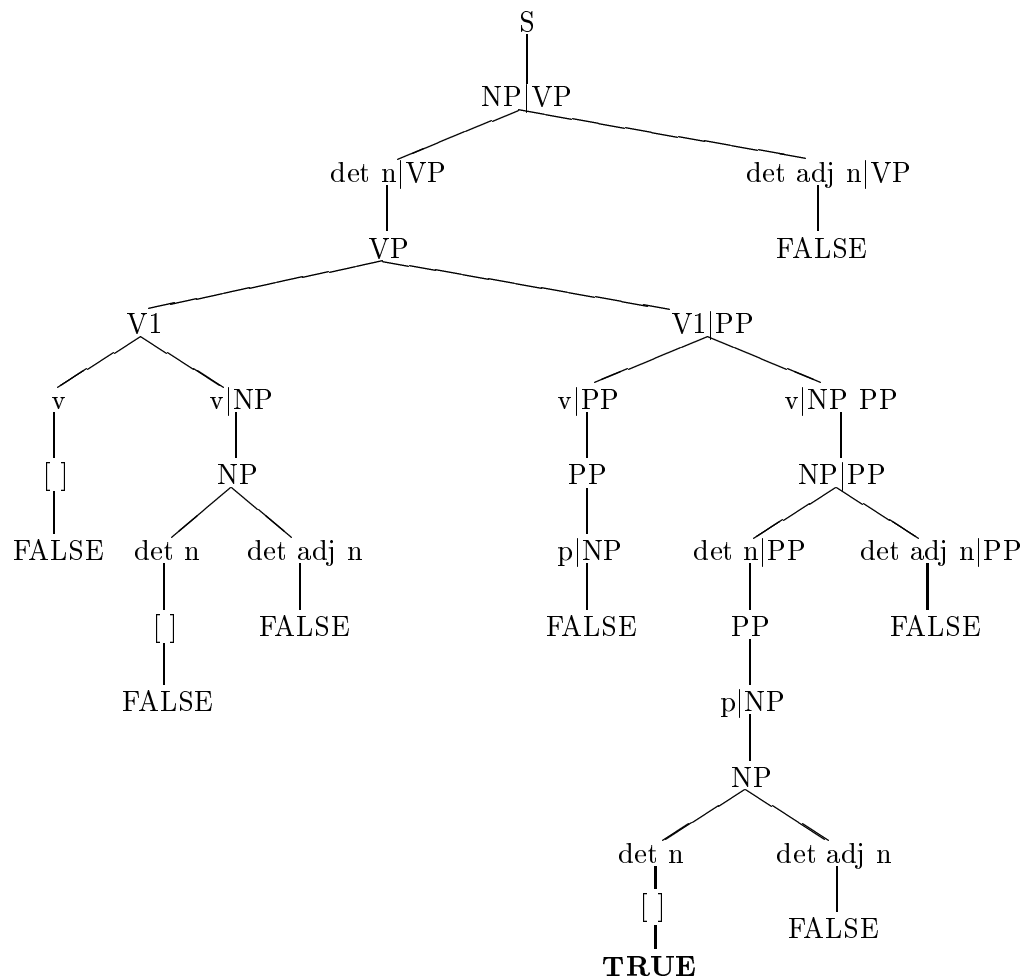 S
NP|VP
det n|VP det adj n|VP
VP FALSE
V1 V1|PP
v v|NP v|PP v|NP PP
[ ] NP PP NP|PP
FALSE det n det adj n p|NP det n|PP det adj n|PP
[ ] FALSE FALSE PP FALSE
FALSE p|NP
NP
det n det adj n
[ ] FALSE
TRUE